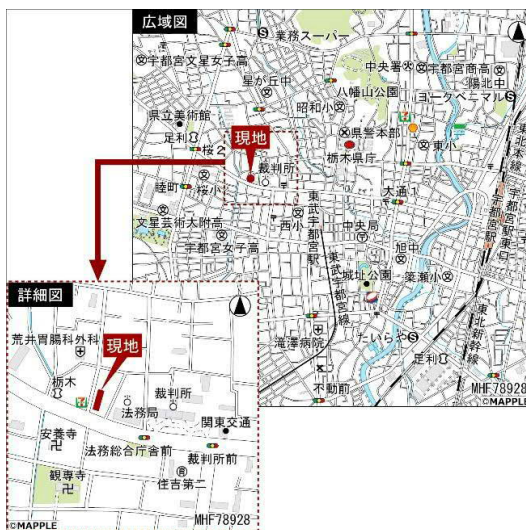 広域図
業務スーパー
宇都宮文星女子高
星が丘中
中央署
宇都宮商高
陽北中
八幡山公園
昭和小
ヨークベニマル
県立美術館
足利
現地
県警本部
栃木県庁
東小
桜2
裁判所
睦町
桜小
大通1
文星芸術大附高
西小
宇都宮女子高
東武宇都宮駅
中央局
旭中
簗瀬小
城址公園
東武宇都宮線
滝澤病院
たいらや
足利
不動前
東北本線
宇都宮駅
宇都宮駅東口
東北新幹線
MHF78928
©MAPPLE
詳細図
荒井胃腸科外科
現地
栃木
裁判所
法務局
関東交通
安養寺
法務総合庁舎前
裁判所前
観専寺
住吉第二
MHF78928
©MAPPLE